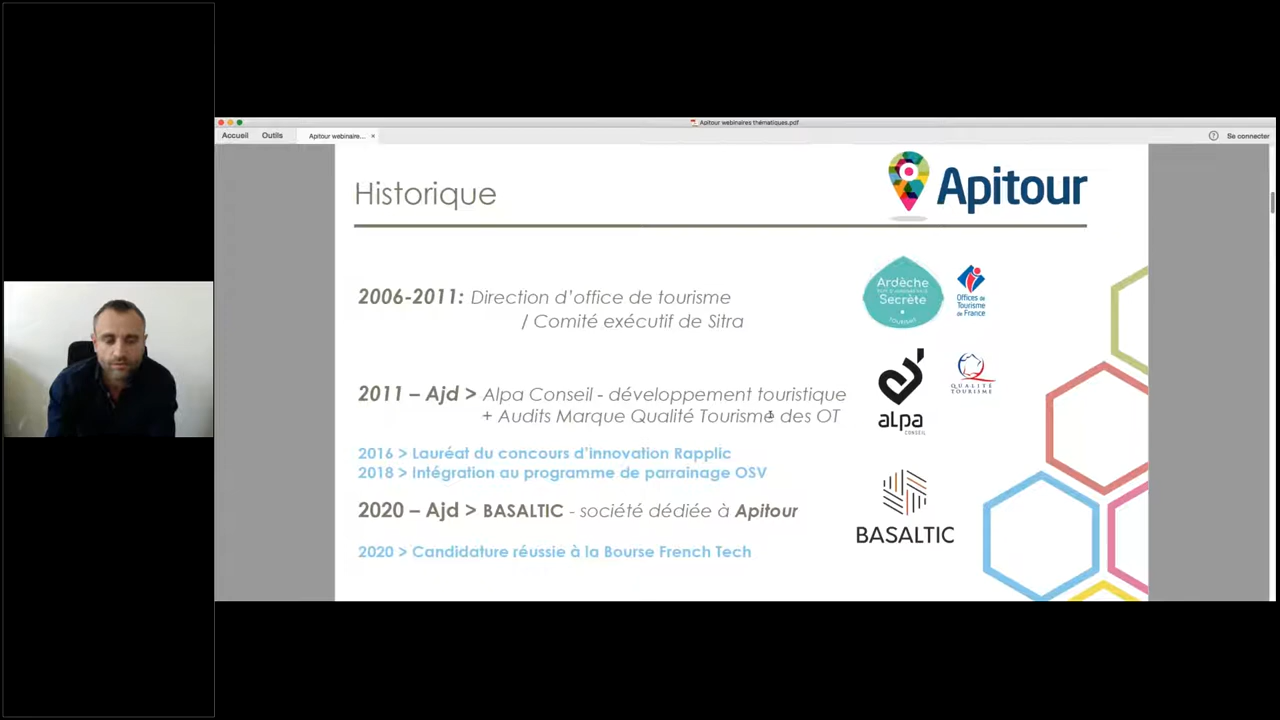 Apitour webinaires thématiques.pdf
Accueil
Outils
Apitour webinaire...
Se connecter
Historique
Apitour
2006-2011: Direction d'office de tourisme
/ Comité exécutif de Sitra
Ardèche
Secrète
TOURISME
Offices de
Tourisme
de France
2011 – Ajd > Alpa Conseil - développement touristique
+ Audits Marque Qualité Tourisme des OT
alpa
CONSEIL
QUALITÉ
TOURISME
2016 > Lauréat du concours d'innovation Rapplic
2018 > Intégration au programme de parrainage OSV
2020 – Ajd > BASALTIC - société dédiée à Apitour
BASALTIC
2020 > Candidature réussie à la Bourse French Tech